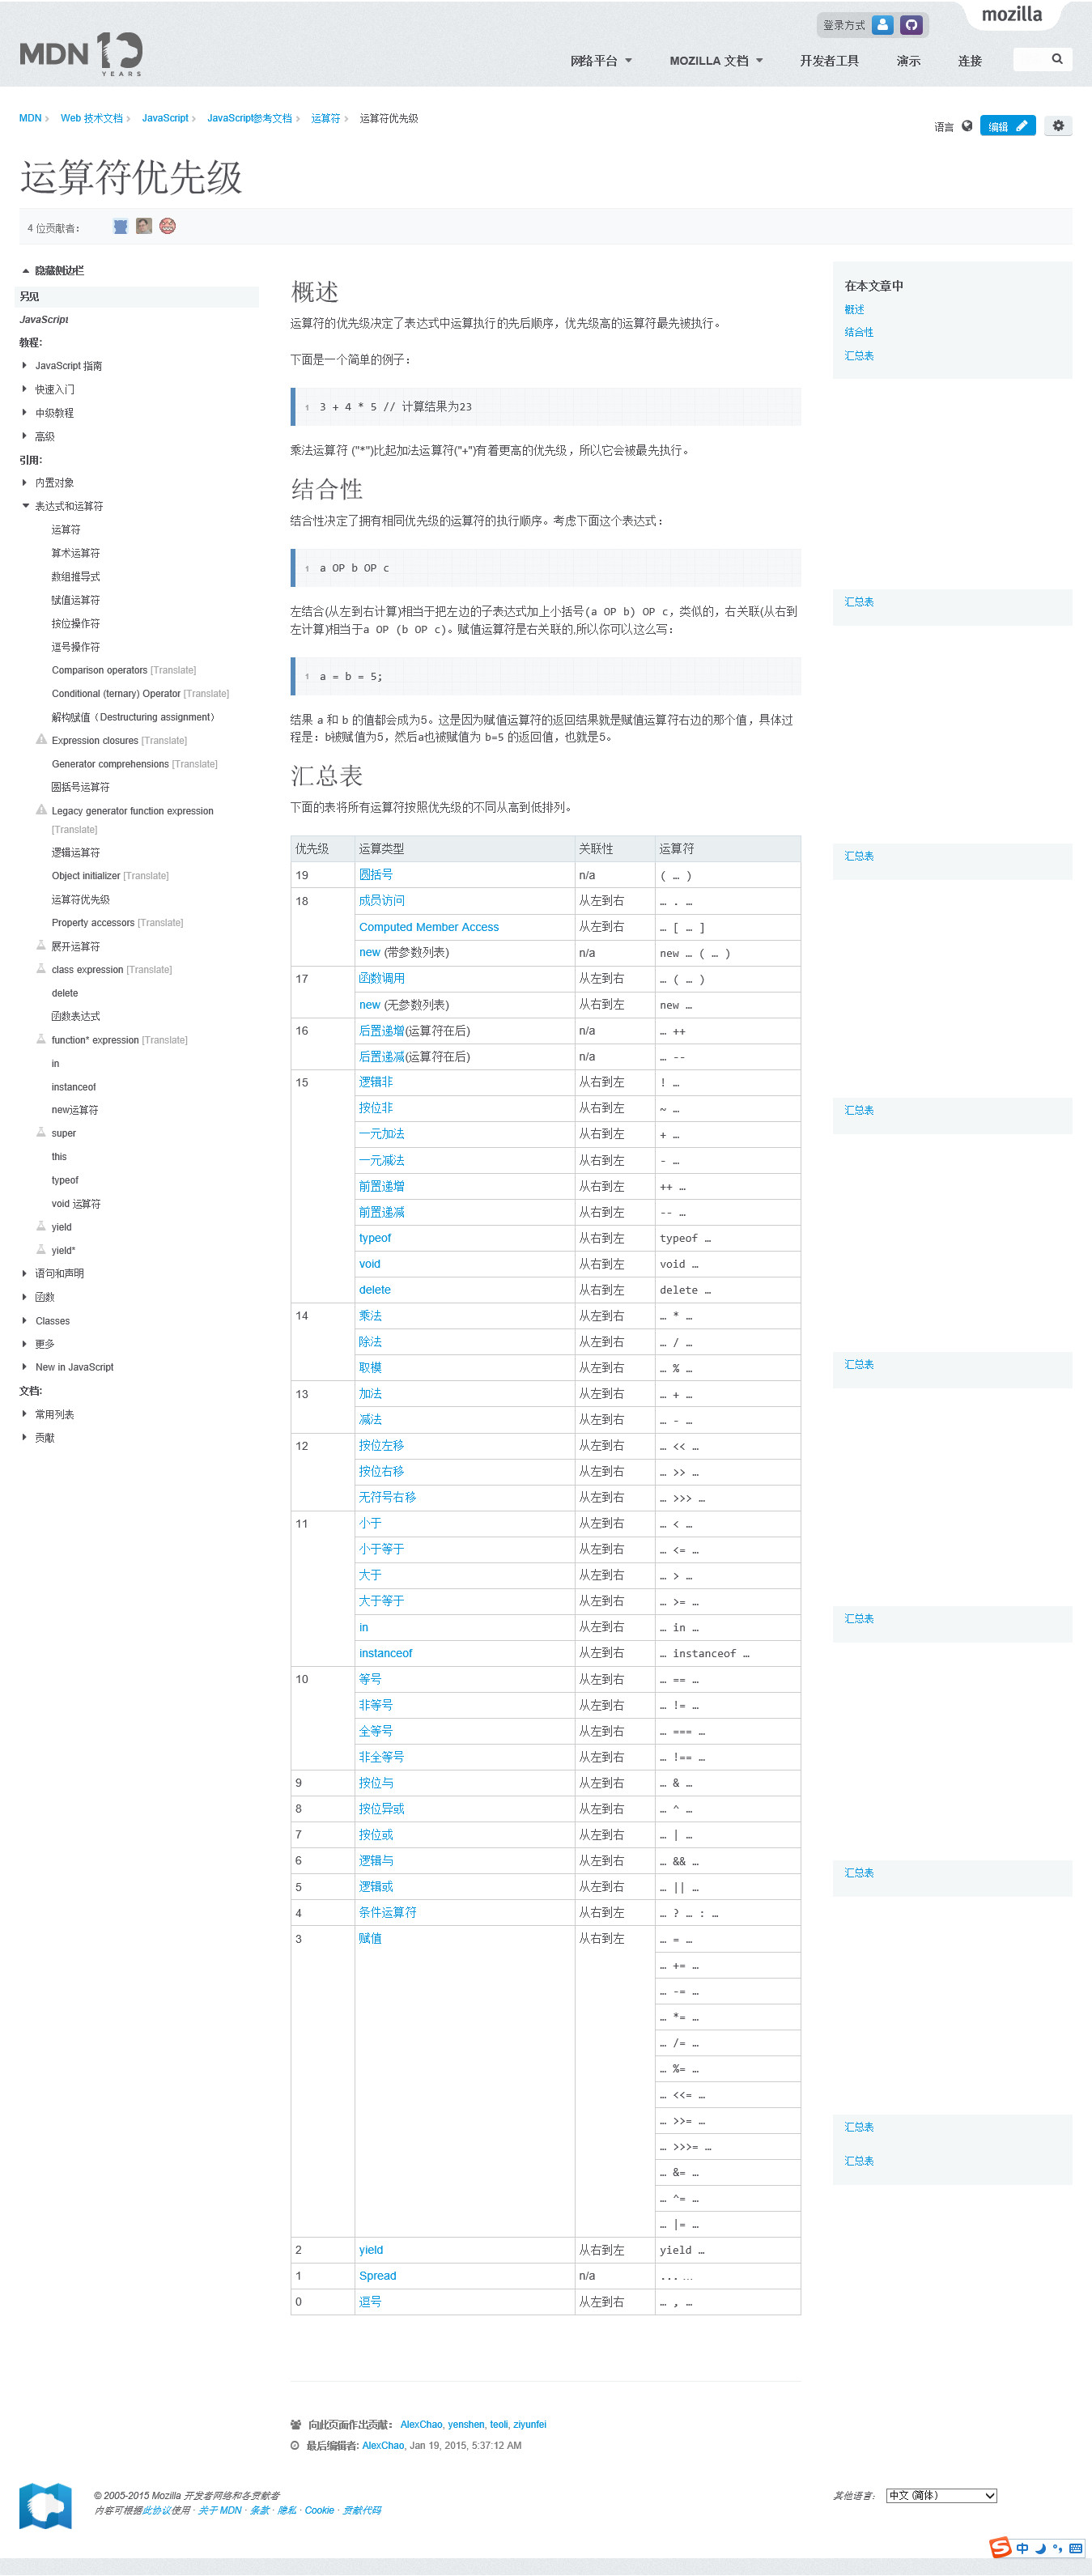 mozilla
登录方式
MDN 10 YEARS
网络平台 MOZILLA 文档 开发者工具 演示 连接
MDN Web 技术文档 JavaScript JavaScript参考文档 运算符 运算符优先级
语言 编辑
运算符优先级
4 位贡献者：
隐藏侧边栏
另见
JavaScript
教程:
JavaScript 指南
快速入门
中级教程
高级
引用:
内置对象
表达式和运算符
运算符
算术运算符
数组推导式
赋值运算符
按位操作符
逗号操作符
Comparison operators [Translate]
Conditional (ternary) Operator [Translate]
解构赋值（Destructuring assignment）
Expression closures [Translate]
Generator comprehensions [Translate]
圆括号运算符
Legacy generator function expression
[Translate]
逻辑运算符
Object initializer [Translate]
运算符优先级
Property accessors [Translate]
展开运算符
class expression [Translate]
delete
函数表达式
function* expression [Translate]
in
instanceof
new运算符
super
this
typeof
void 运算符
yield
yield*
语句和声明
函数
Classes
更多
New in JavaScript
文档:
常用列表
贡献
概述
运算符的优先级决定了表达式中运算执行的先后顺序，优先级高的运算符最先被执行。
下面是一个简单的例子：
1 3 + 4 * 5 // 计算结果为23
乘法运算符 ("*")比起加法运算符("+")有着更高的优先级，所以它会被最先执行。
结合性
结合性决定了拥有相同优先级的运算符的执行顺序。考虑下面这个表达式：
1 a OP b OP c
左结合(从左到右计算)相当于把左边的子表达式加上小括号(a OP b) OP c，类似的，右关联(从右到
左计算)相当于a OP (b OP c)。赋值运算符是右关联的,所以你可以这么写：
1 a = b = 5;
结果 a 和 b 的值都会成为5。这是因为赋值运算符的返回结果就是赋值运算符右边的那个值，具体过
程是：b被赋值为5，然后a也被赋值为 b=5 的返回值，也就是5。
汇总表
下面的表将所有运算符按照优先级的不同从高到低排列。
优先级 运算类型 关联性 运算符
19 圆括号 n/a ( … )
18 成员访问 从左到右 … . …
Computed Member Access 从左到右 … [ … ]
new (带参数列表) n/a new … ( … )
17 函数调用 从左到右 … ( … )
new (无参数列表) 从右到左 new …
16 后置递增(运算符在后) n/a … ++
后置递减(运算符在后) n/a … --
15 逻辑非 从右到左 ! …
按位非 从右到左 ~ …
一元加法 从右到左 + …
一元减法 从右到左 - …
前置递增 从右到左 ++ …
前置递减 从右到左 -- …
typeof 从右到左 typeof …
void 从右到左 void …
delete 从右到左 delete …
14 乘法 从左到右 … * …
除法 从左到右 … / …
取模 从左到右 … % …
13 加法 从左到右 … + …
减法 从左到右 … - …
12 按位左移 从左到右 … << …
按位右移 从左到右 … >> …
无符号右移 从左到右 … >>> …
11 小于 从左到右 … < …
小于等于 从左到右 … <= …
大于 从左到右 … > …
大于等于 从左到右 … >= …
in 从左到右 … in …
instanceof 从左到右 … instanceof …
10 等号 从左到右 … == …
非等号 从左到右 … != …
全等号 从左到右 … === …
非全等号 从左到右 … !== …
9 按位与 从左到右 … & …
8 按位异或 从左到右 … ^ …
7 按位或 从左到右 … | …
6 逻辑与 从左到右 … && …
5 逻辑或 从左到右 … || …
4 条件运算符 从右到左 … ? … : …
3 赋值 从右到左 … = …
… += …
… -= …
… *= …
… /= …
… %= …
… <<= …
… >>= …
… >>>= …
… &= …
… ^= …
… |= …
2 yield 从右到左 yield …
1 Spread n/a ... …
0 逗号 从左到右 … , …
在本文章中
概述
结合性
汇总表
汇总表
汇总表
汇总表
汇总表
汇总表
汇总表
汇总表
汇总表
向此页面作出贡献： AlexChao, yenshen, teoli, ziyunfei
最后编辑者: AlexChao, Jan 19, 2015, 5:37:12 AM
© 2005-2015 Mozilla 开发者网络和各贡献者
内容可根据此协议使用 · 关于 MDN · 条款 · 隐私 · Cookie · 贡献代码
其他语言： 中文 (简体)
S 中